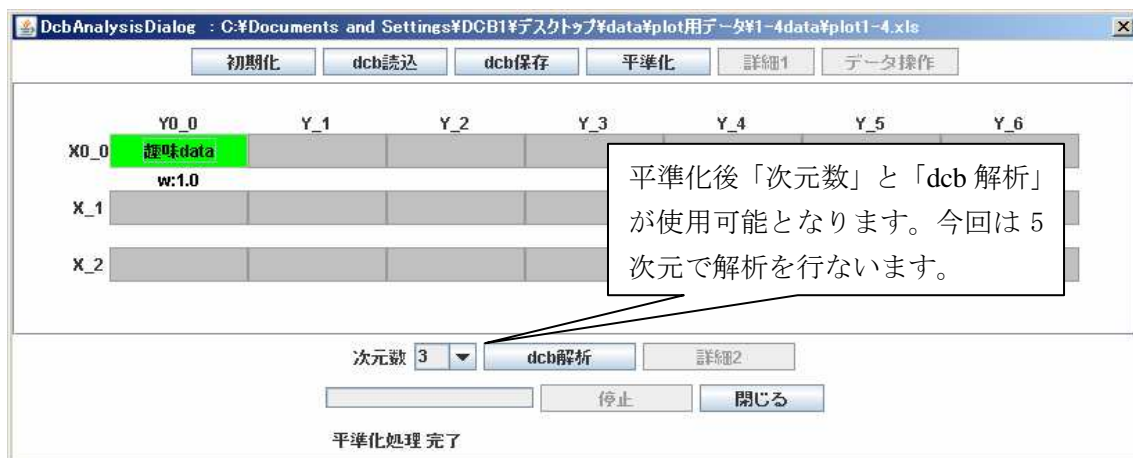 DcbAnalysisDialog : C:¥Documents and Settings¥DCB1¥デスクトップ¥data¥plot用データ¥1-4data¥plot1-4.xls
初期化 dcb読込 dcb保存 平準化 詳細1 データ操作
Y0_0 Y_1 Y_2 Y_3 Y_4 Y_5 Y_6
X0_0 趣味data
w:1.0
X_1
X_2
平準化後「次元数」と「dcb 解析」
が使用可能となります。今回は 5
次元で解析を行ないます。
次元数 3 dcb解析 詳細2
停止 閉じる
平準化処理 完了